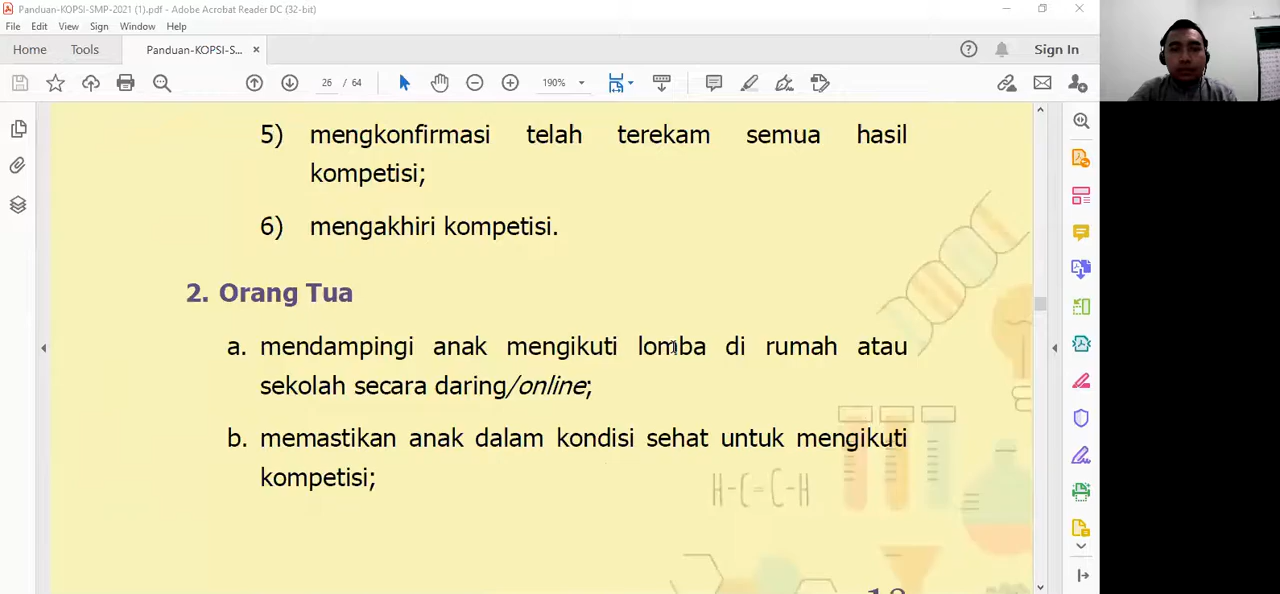 Panduan-KOPSI-SMP-2021 (1).pdf - Adobe Acrobat Reader DC (32-bit)
File Edit View Sign Window Help
Home Tools Panduan-KOPSI-S... × Sign In
26 / 64 190%
5) mengkonfirmasi telah terekam semua hasil
kompetisi;
6) mengakhiri kompetisi.
2. Orang Tua
a. mendampingi anak mengikuti lomba di rumah atau
sekolah secara daring/online;
b. memastikan anak dalam kondisi sehat untuk mengikuti
kompetisi;
H-C=C-H